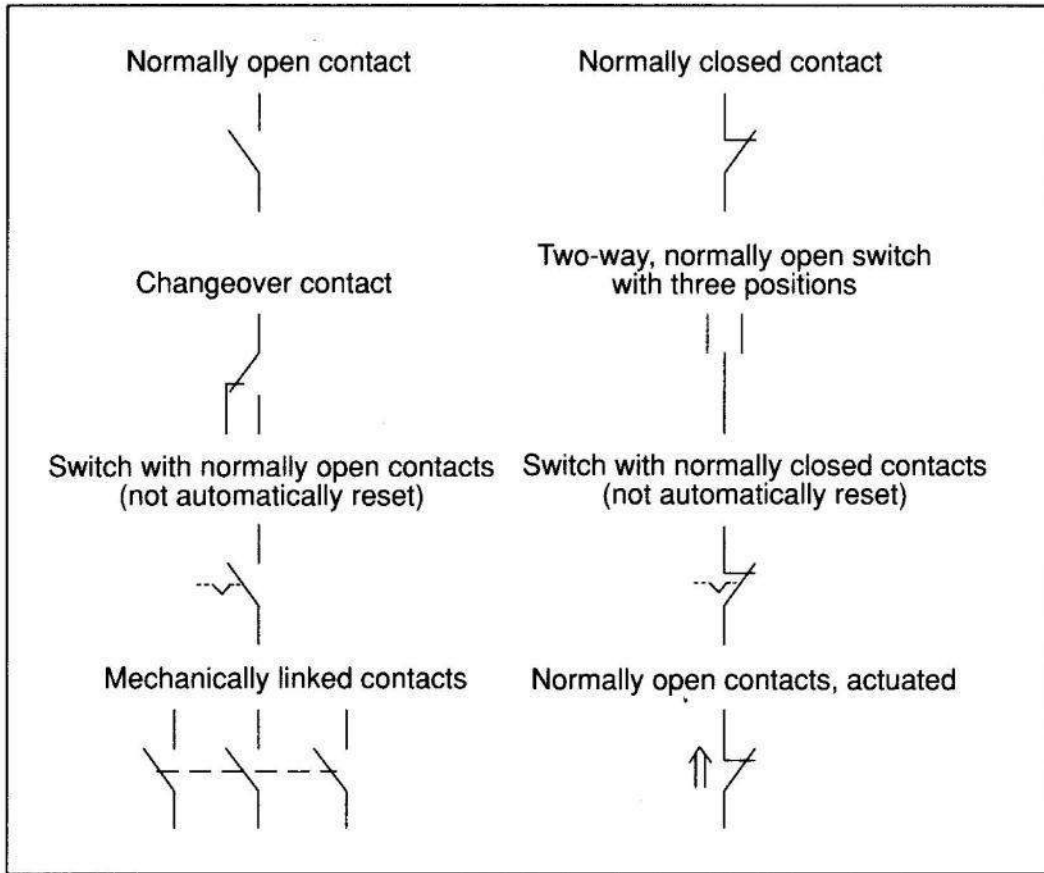 Normally open contact
Normally closed contact
Changeover contact
Two-way, normally open switch
with three positions
Switch with normally open contacts
(not automatically reset)
Switch with normally closed contacts
(not automatically reset)
Mechanically linked contacts
Normally open contacts, actuated